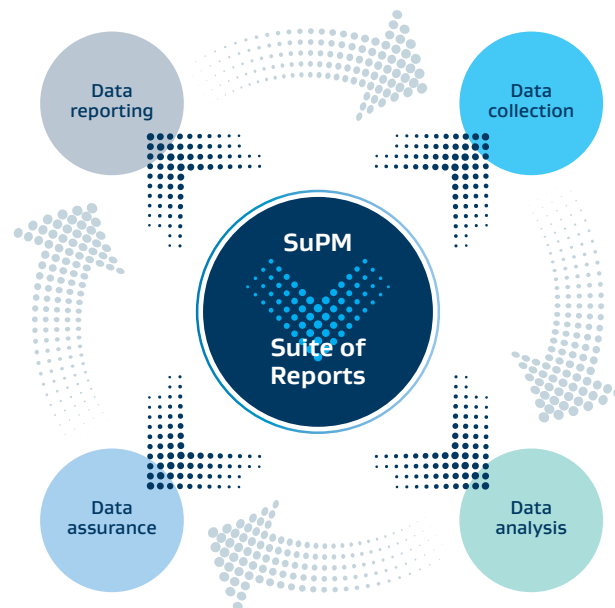 Data
reporting
Data
collection
SuPM
Suite of
Reports
Data
assurance
Data
analysis